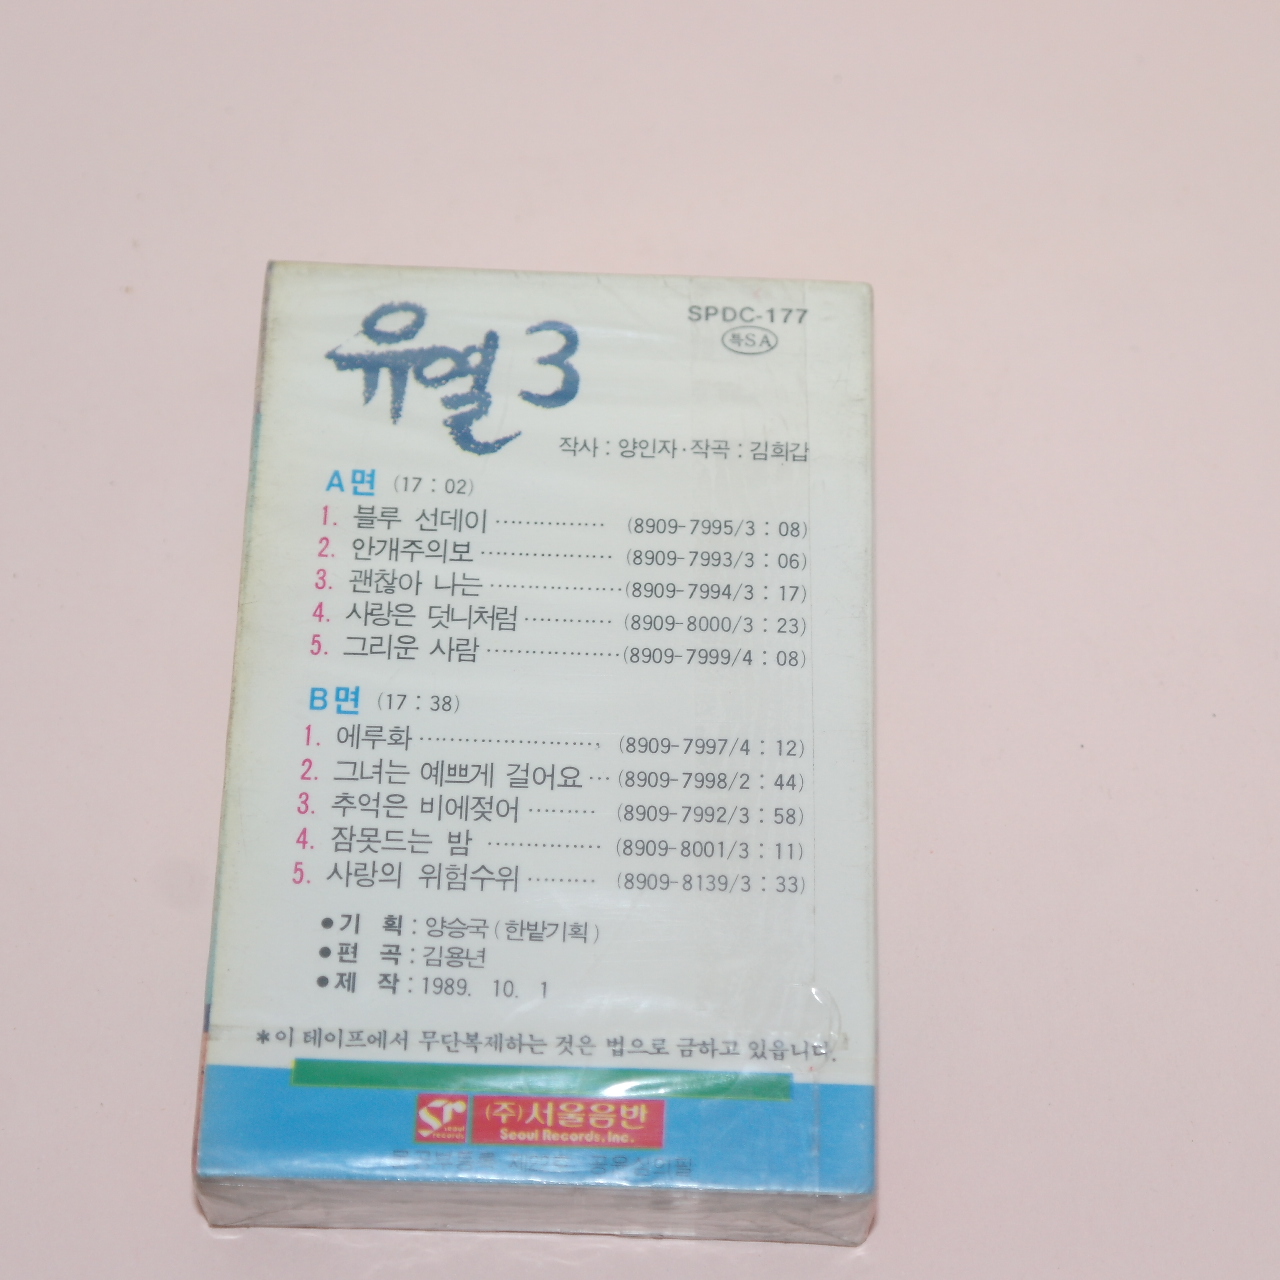 유열 3
SPDC-177
특SA
작사 : 양인자·작곡 : 김희갑
A면 (17 : 02)
1. 블루 선데이 ··············· (8909-7995/3 : 08)
2. 안개주의보 ·················· (8909-7993/3 : 06)
3. 괜찮아 나는 ··················(8909-7994/3 : 17)
4. 사랑은 덧니처럼 ············ (8909-8000/3 : 23)
5. 그리운 사람 ··················(8909-7999/4 : 08)
B면 (17 : 38)
1. 에루화 ························ (8909-7997/4 : 12)
2. 그녀는 예쁘게 걸어요 ··· (8909-7998/2 : 44)
3. 추억은 비에젖어 ········· (8909-7992/3 : 58)
4. 잠못드는 밤 ··············· (8909-8001/3 : 11)
5. 사랑의 위험수위 ········· (8909-8139/3 : 33)
●기 획 : 양승국 ( 한밭기획 )
●편 곡 : 김용년
●제 작 : 1989. 10. 1
*이 테이프에서 무단복제하는 것은 법으로 금하고 있읍니다.
sr seoul records (주)서울음반
Seoul Records, Inc.